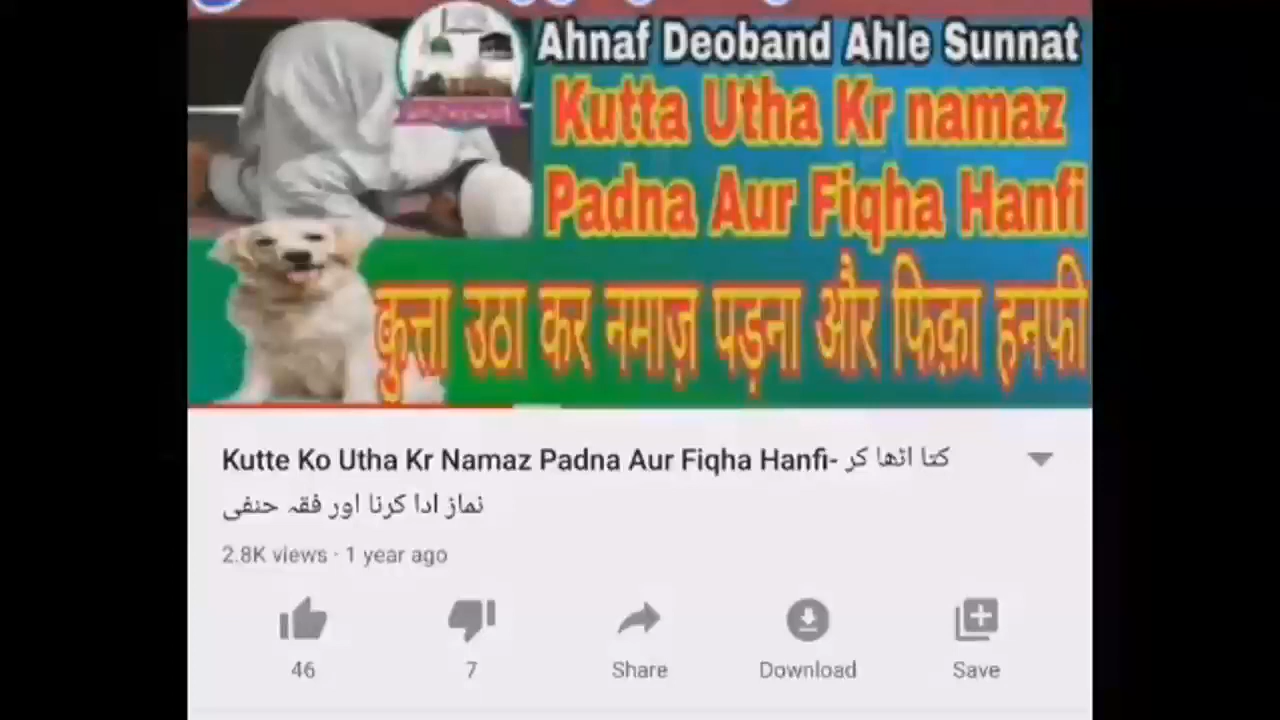 Ahnaf Deoband Ahle Sunnat
Kutta Utha Kr namaz
Padna Aur Fiqha Hanfi
कुत्ता उठा कर नमाज़ पड़ना और फिक़ा हनफी
Kutte Ko Utha Kr Namaz Padna Aur Fiqha Hanfi- کتا اٹھا کر
نماز ادا کرنا اور فقہ حنفی
2.8K views · 1 year ago
46
7
Share
Download
Save